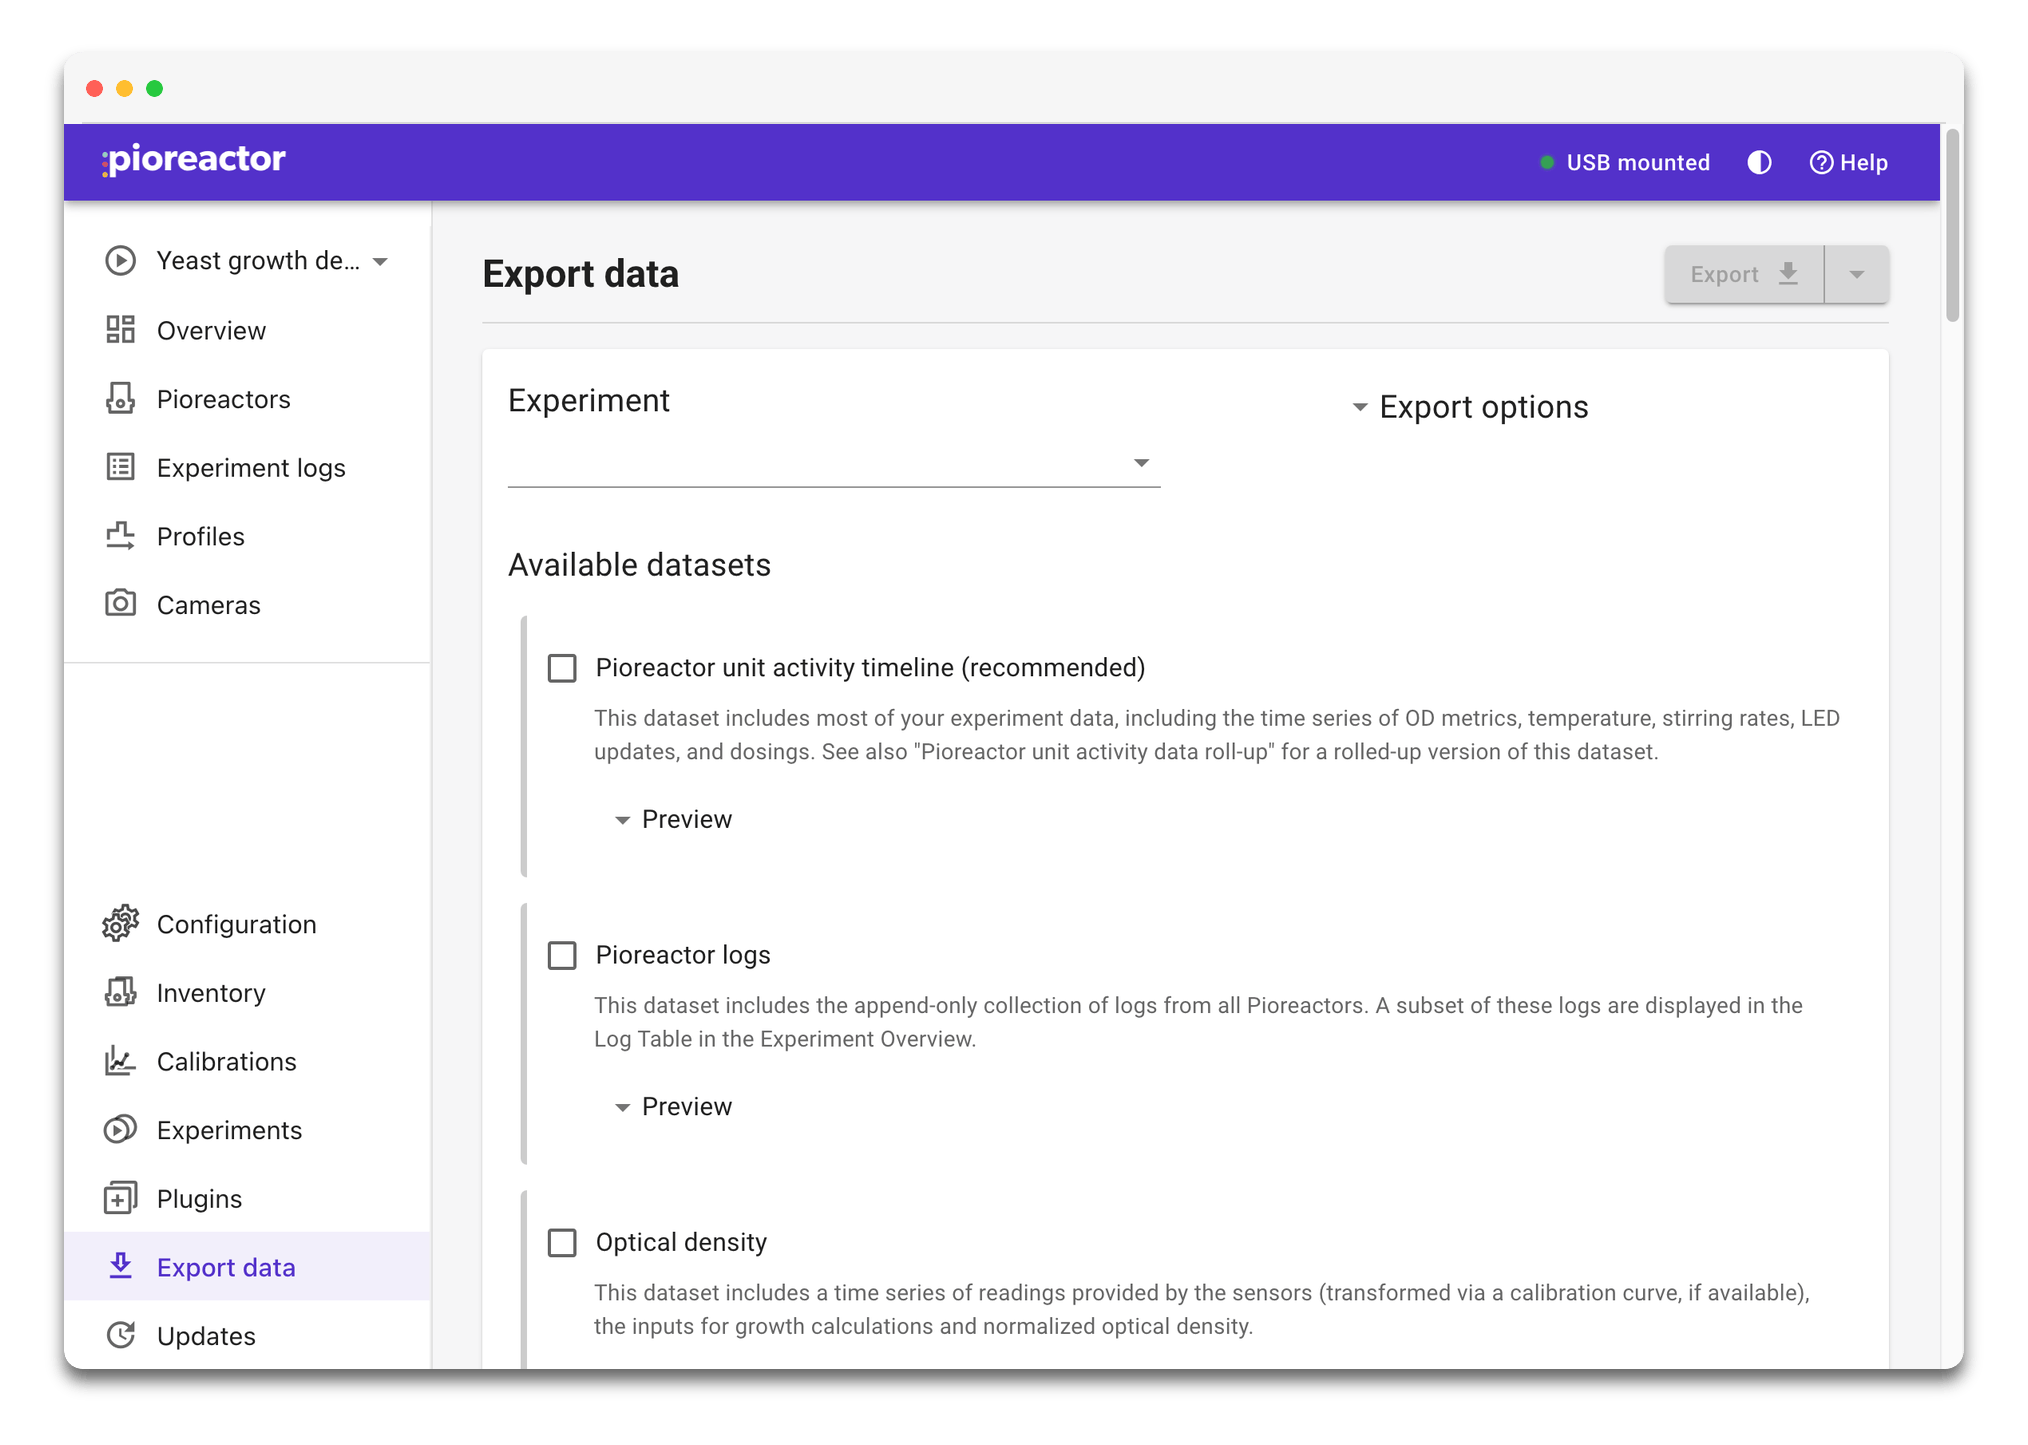 pioreactor
USB mounted
Help
Yeast growth de...
Overview
Pioreactors
Experiment logs
Profiles
Cameras
Configuration
Inventory
Calibrations
Experiments
Plugins
Export data
Updates
Export data
Export
Experiment
Export options
Available datasets
Pioreactor unit activity timeline (recommended)
This dataset includes most of your experiment data, including the time series of OD metrics, temperature, stirring rates, LED
updates, and dosings. See also "Pioreactor unit activity data roll-up" for a rolled-up version of this dataset.
Preview
Pioreactor logs
This dataset includes the append-only collection of logs from all Pioreactors. A subset of these logs are displayed in the
Log Table in the Experiment Overview.
Preview
Optical density
This dataset includes a time series of readings provided by the sensors (transformed via a calibration curve, if available),
the inputs for growth calculations and normalized optical density.